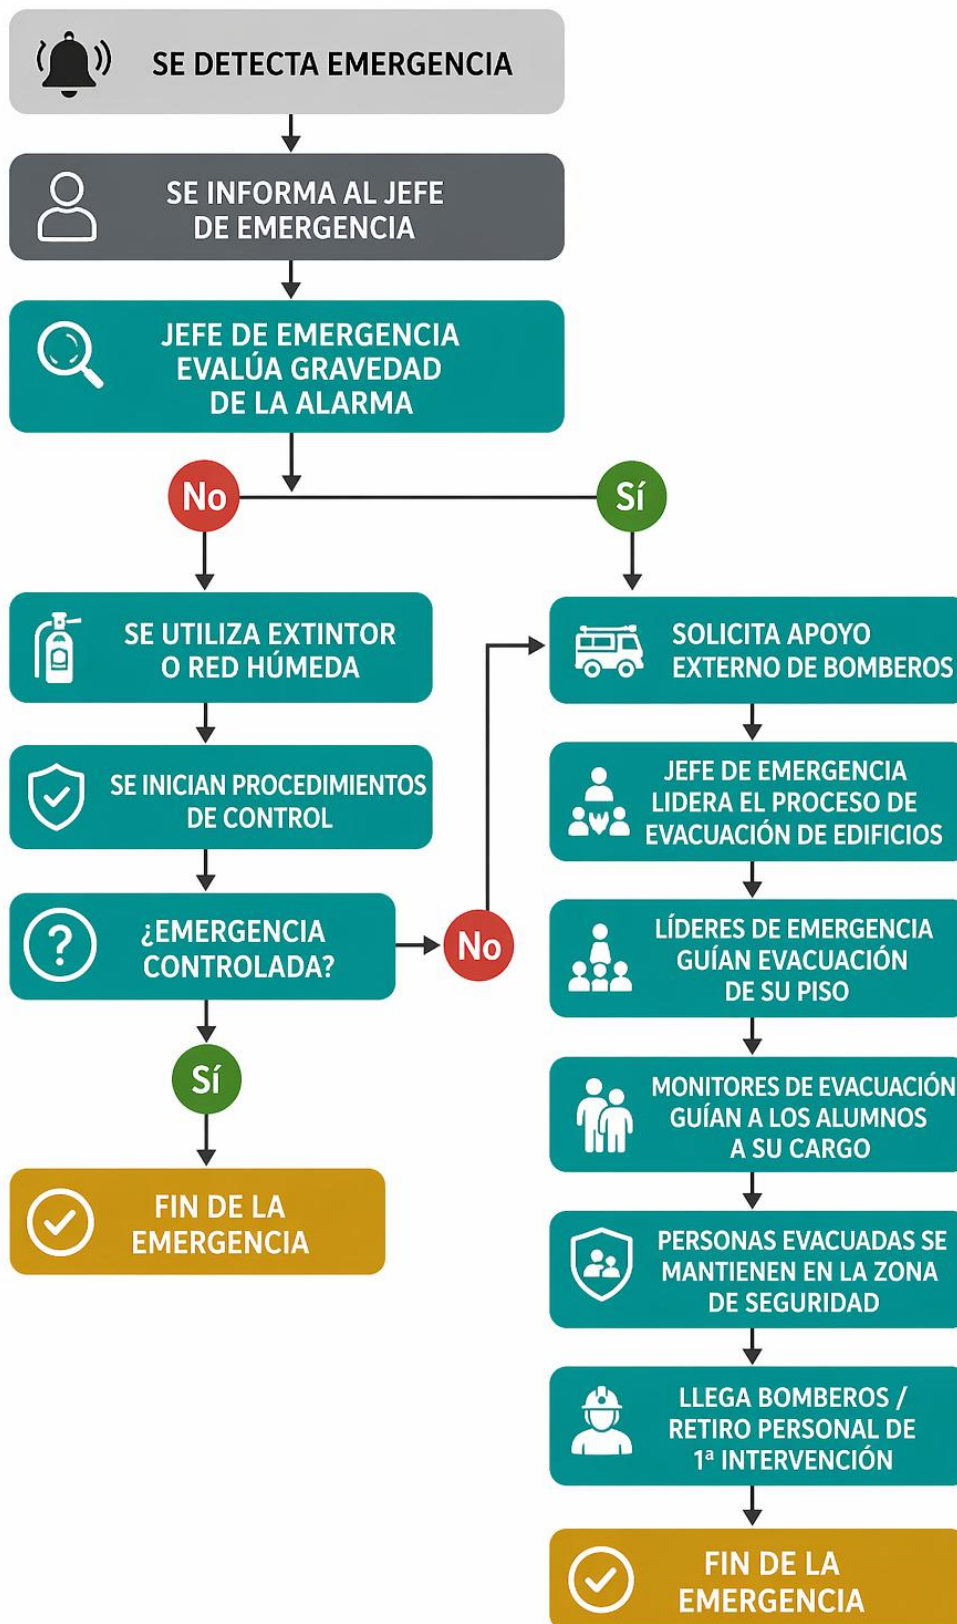 SE DETECTA EMERGENCIA
SE INFORMA AL JEFE
DE EMERGENCIA
JEFE DE EMERGENCIA
EVALÚA GRAVEDAD
DE LA ALARMA
No
Sí
SE UTILIZA EXTINTOR
O RED HÚMEDA
SE INICIAN PROCEDIMIENTOS
DE CONTROL
¿EMERGENCIA
CONTROLADA?
No
Sí
FIN DE LA
EMERGENCIA
SOLICITA APOYO
EXTERNO DE BOMBEROS
JEFE DE EMERGENCIA
LIDERA EL PROCESO DE
EVACUACIÓN DE EDIFICIOS
LÍDERES DE EMERGENCIA
GUÍAN EVACUACIÓN
DE SU PISO
MONITORES DE EVACUACIÓN
GUÍAN A LOS ALUMNOS
A SU CARGO
PERSONAS EVACUADAS SE
MANTIENEN EN LA ZONA
DE SEGURIDAD
LLEGA BOMBEROS /
RETIRO PERSONAL DE
1ª INTERVENCIÓN
FIN DE LA
EMERGENCIA